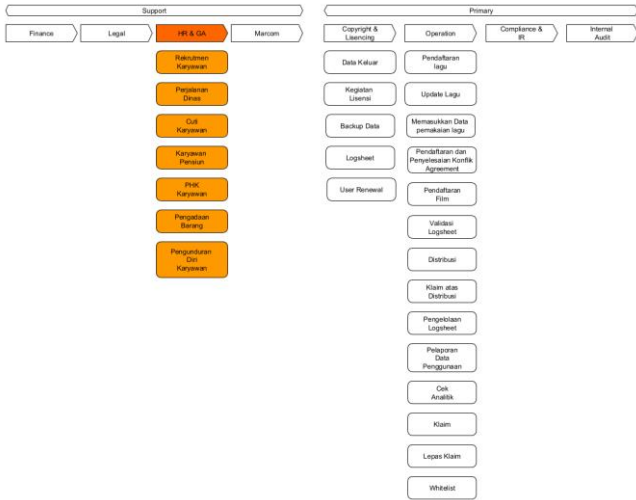 Support
Primary
Finance
Legal
HR & GA
Marcom
Copyright &
Lisencing
Operation
Compliance &
IR
Internal
Audit
Rekrutmen
Karyawan
Perjalanan
Dinas
Cuti
Karyawan
Karyawan
Pensiun
PHK
Karyawan
Pengadaan
Barang
Pengunduran
Diri
Karyawan
Data Keluar
Kegiatan
Lisensi
Backup Data
Logsheet
User Renewal
Pendaftaran
lagu
Update Lagu
Memasukkan Data
pemakaian lagu
Pendaftaran dan
Penyelesaian Konflik
Agreement
Pendaftaran
Film
Validasi
Logsheet
Distribusi
Klaim atas
Distribusi
Pengelolaan
Logsheet
Pelaporan
Data
Penggunaan
Cek
Analitik
Klaim
Lepas Klaim
Whitelist